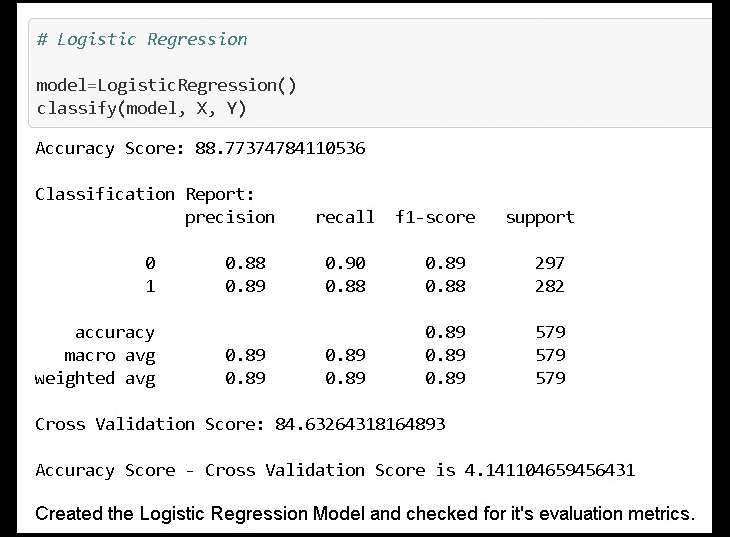 # Logistic Regression
model=LogisticRegression()
classify(model, X, Y)
Accuracy Score: 88.77374784110536
Classification Report:
precision recall f1-score support
0 0.88 0.90 0.89 297
1 0.89 0.88 0.88 282
accuracy 0.89 579
macro avg 0.89 0.89 0.89 579
weighted avg 0.89 0.89 0.89 579
Cross Validation Score: 84.63264318164893
Accuracy Score - Cross Validation Score is 4.141104659456431
Created the Logistic Regression Model and checked for it's evaluation metrics.